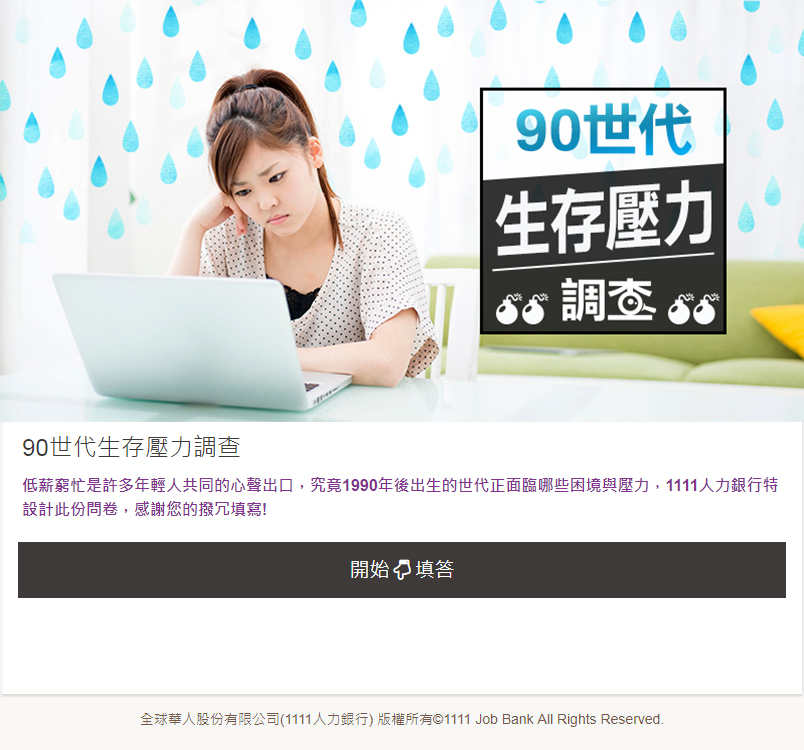 90世代
生存壓力
調查
90世代生存壓力調查
低薪窮忙是許多年輕人共同的心聲出口，究竟1990年後出生的世代正面臨哪些困境與壓力，1111人力銀行特
設計此份問卷，感謝您的撥冗填寫!
開始填答
全球華人股份有限公司(1111人力銀行) 版權所有©1111 Job Bank All Rights Reserved.